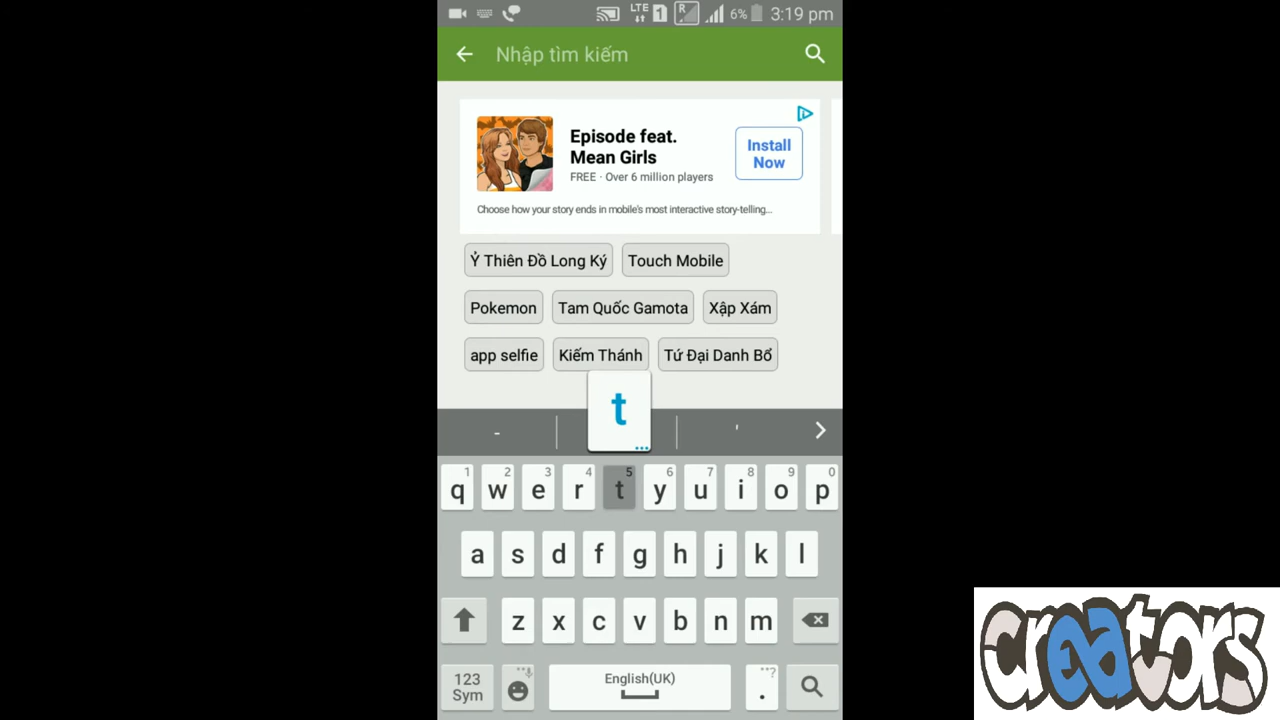 LTE 1 R 6% 3:19 pm
Nhập tìm kiếm
Episode feat.
Mean Girls
FREE · Over 6 million players
Install
Now
Choose how your story ends in mobile's most interactive story-telling...
Ỷ Thiên Đồ Long Ký Touch Mobile
Pokemon Tam Quốc Gamota Xập Xám
app selfie Kiếm Thánh Tứ Đại Danh Bổ
t
- '
1 2 3 4 5 6 7 8 9 0
q w e r t y u i o p
a s d f g h j k l
z x c v b n m
123
Sym
English(UK)
. ?
creators